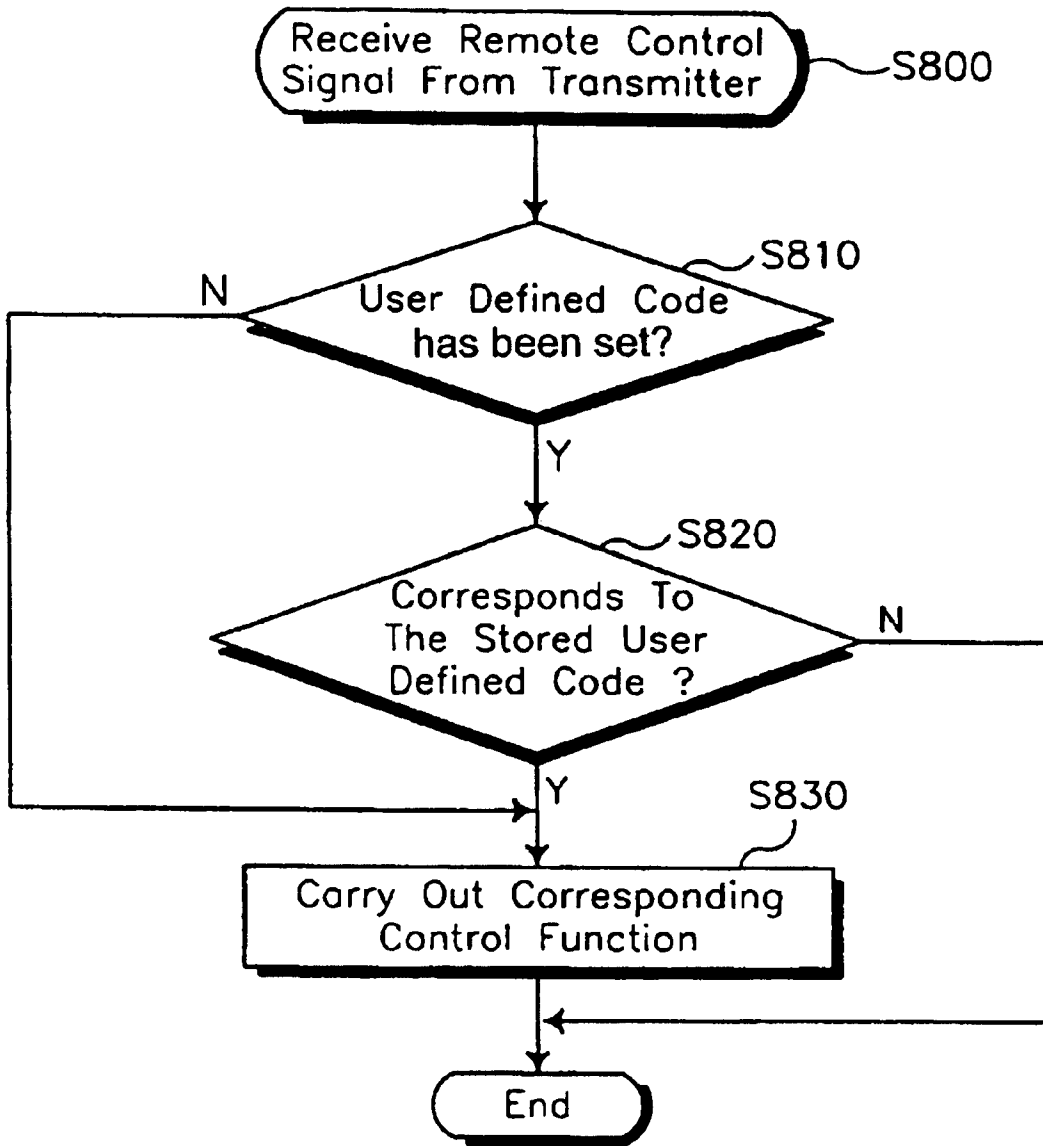 Receive Remote Control
Signal From Transmitter
S800
S810
N
User Defined Code
has been set?
Y
S820
Corresponds To
The Stored User
Defined Code ?
N
Y
S830
Carry Out Corresponding
Control Function
End